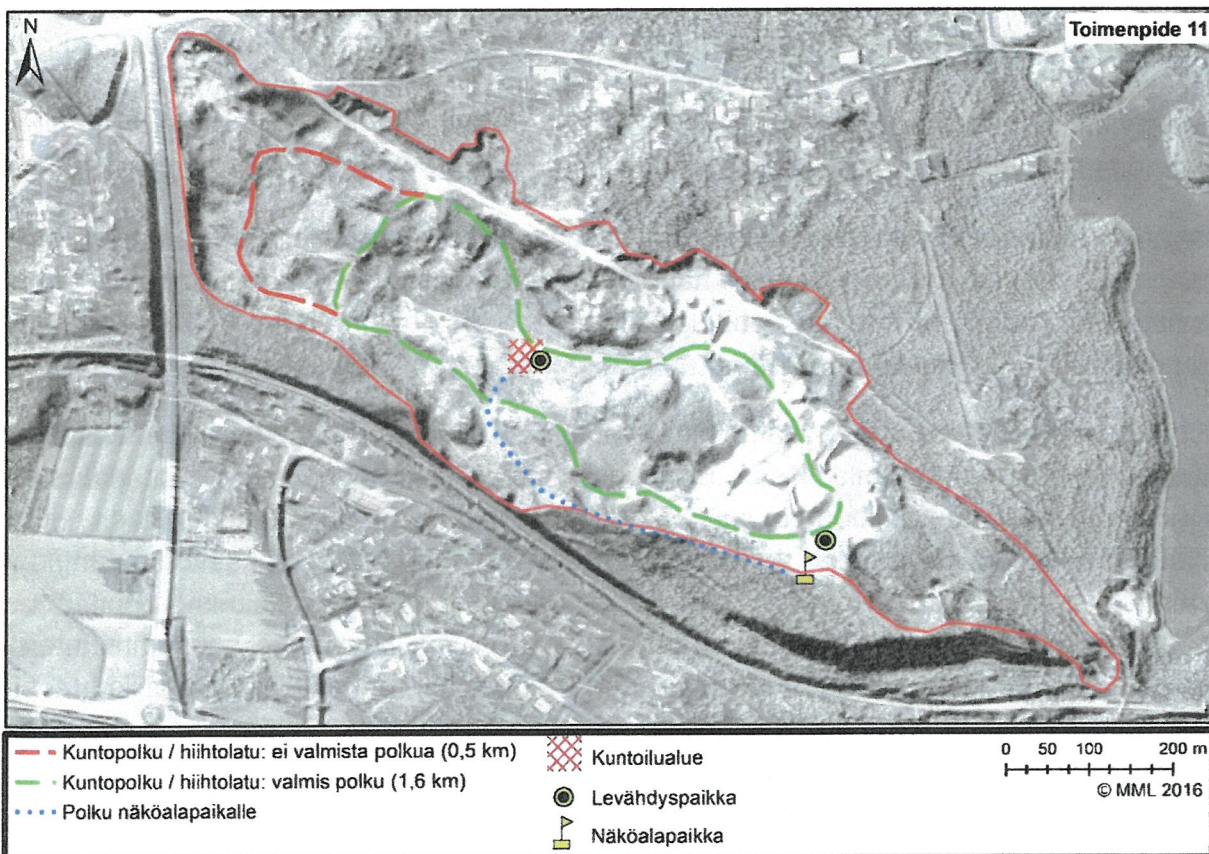 N
Toimenpide 11
Kuntopolku / hiihtolatu: ei valmista polkua (0,5 km)
Kuntopolku / hiihtolatu: valmis polku (1,6 km)
Polku näköalapaikalle
Kuntoilualue
Levähdyspaikka
Näköalapaikka
0 50 100 200 m
© MML 2016